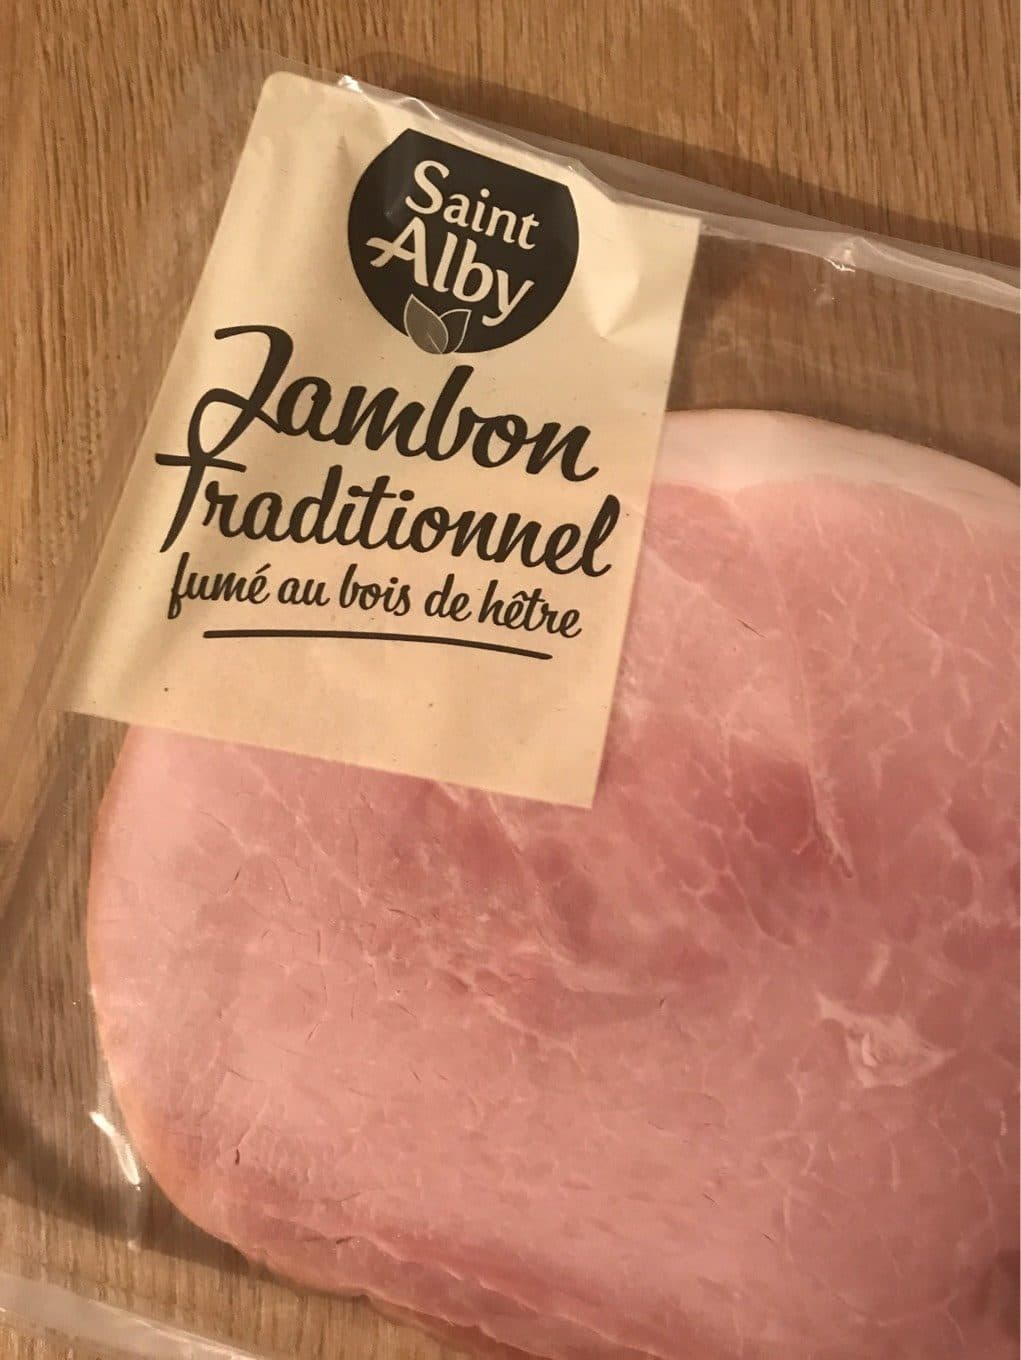 Saint
Alby
Jambon
Traditionnel
fumé au bois de hêtre